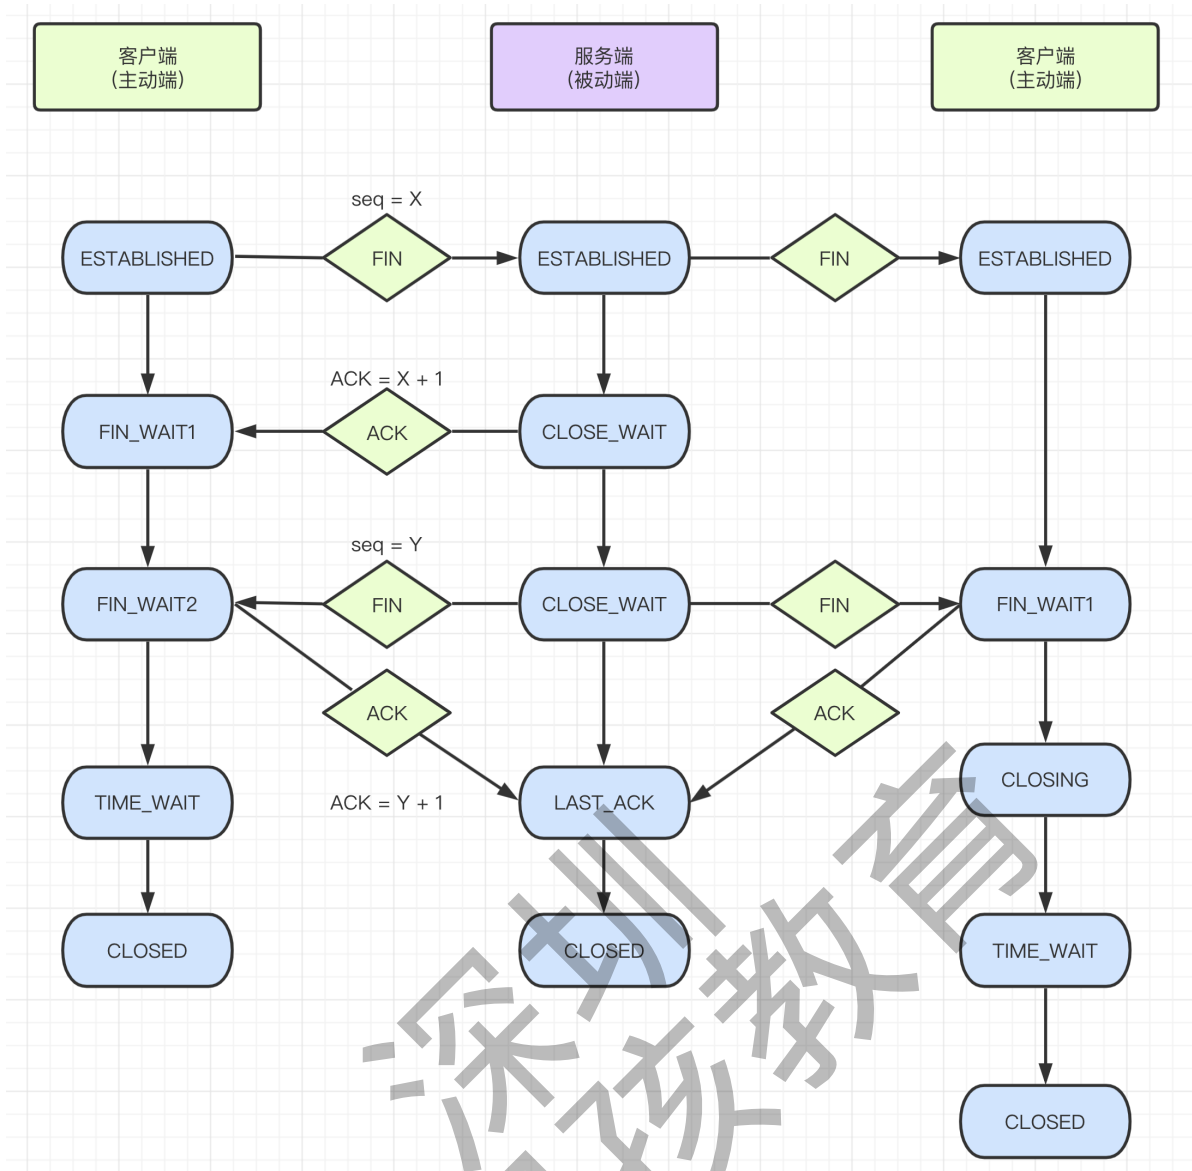 客户端
(主动端)
服务端
(被动端)
客户端
(主动端)
seq = X
ESTABLISHED
FIN
ESTABLISHED
FIN
ESTABLISHED
ACK = X + 1
FIN_WAIT1
ACK
CLOSE_WAIT
seq = Y
FIN_WAIT2
FIN
CLOSE_WAIT
FIN
FIN_WAIT1
ACK
ACK
CLOSING
TIME_WAIT
ACK = Y + 1
LAST_ACK
CLOSED
CLOSED
TIME_WAIT
CLOSED
深圳
孩教育